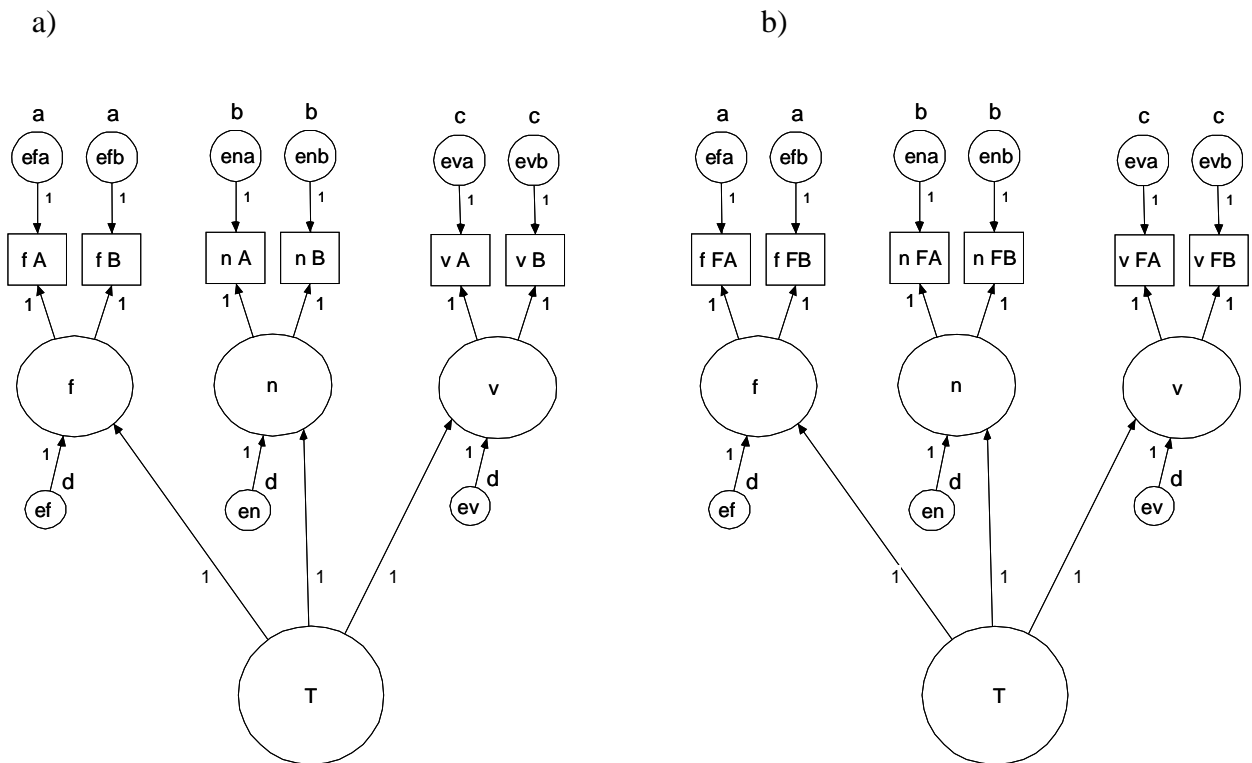 a) b)
a a b b c c a a b b c c
efa efb ena enb eva evb efa efb ena enb eva evb
1 1 1 1 1 1 1 1 1 1 1 1
f A f B n A n B v A v B f FA f FB n FA n FB v FA v FB
1 1 1 1 1 1 1 1 1 1 1 1
f n v f n v
1 1 1 1 1 1
d d d d d d
ef en ev ef en ev
1 1 1 1 1 1
T T